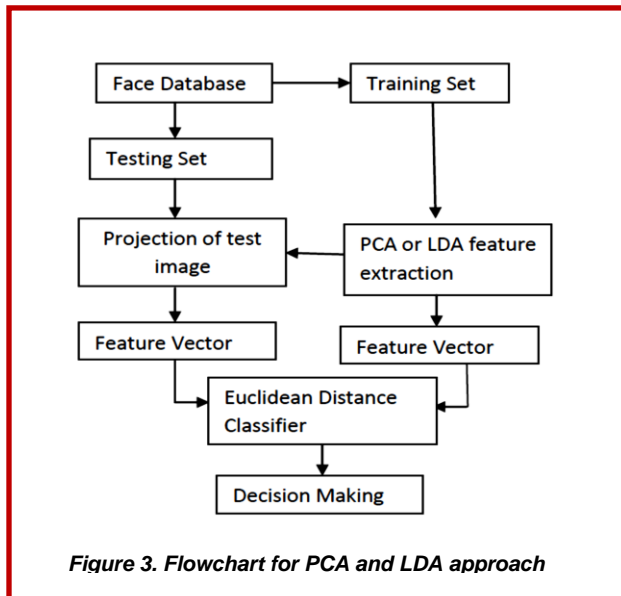 Face Database
Training Set
Testing Set
Projection of test
image
PCA or LDA feature
extraction
Feature Vector
Feature Vector
Euclidean Distance
Classifier
Decision Making
Figure 3. Flowchart for PCA and LDA approach